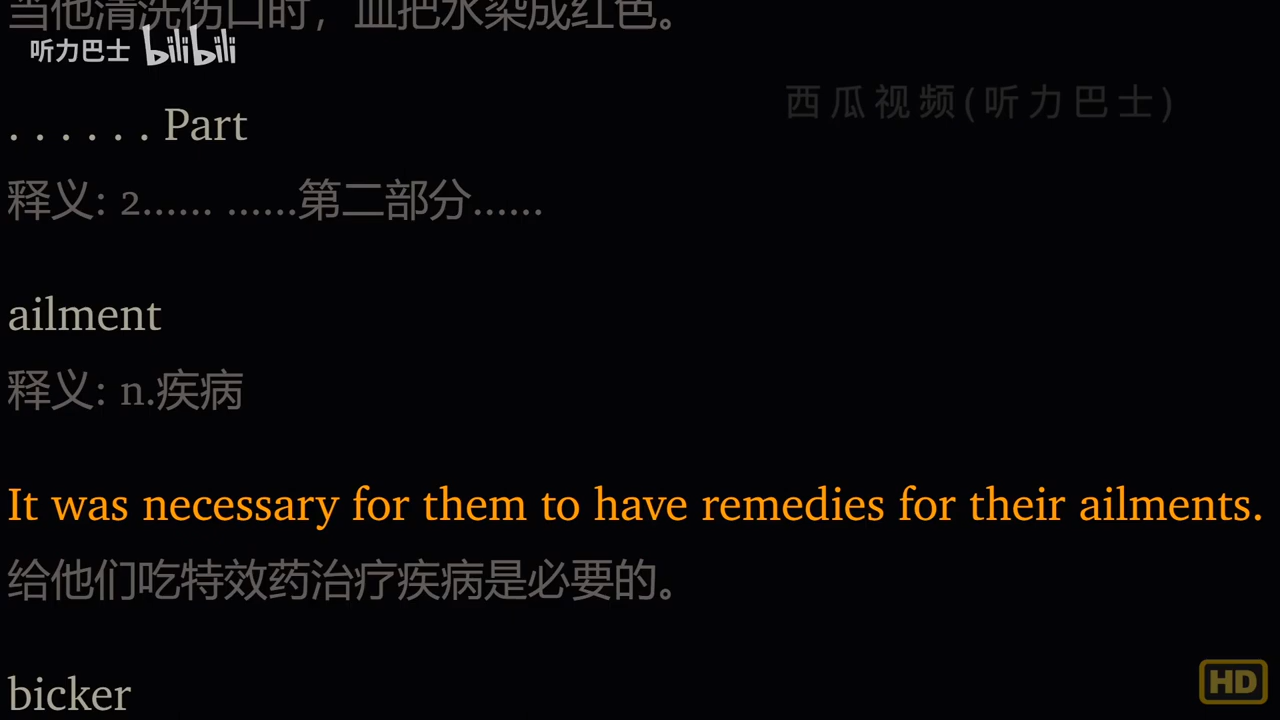 当他清洗伤口时，血把水染成红色。
听力巴士 bilibili
西瓜视频(听力巴士)
. . . . . . Part
释义: 2...... ......第二部分......
ailment
释义: n.疾病
It was necessary for them to have remedies for their ailments.
给他们吃特效药治疗疾病是必要的。
bicker
HD